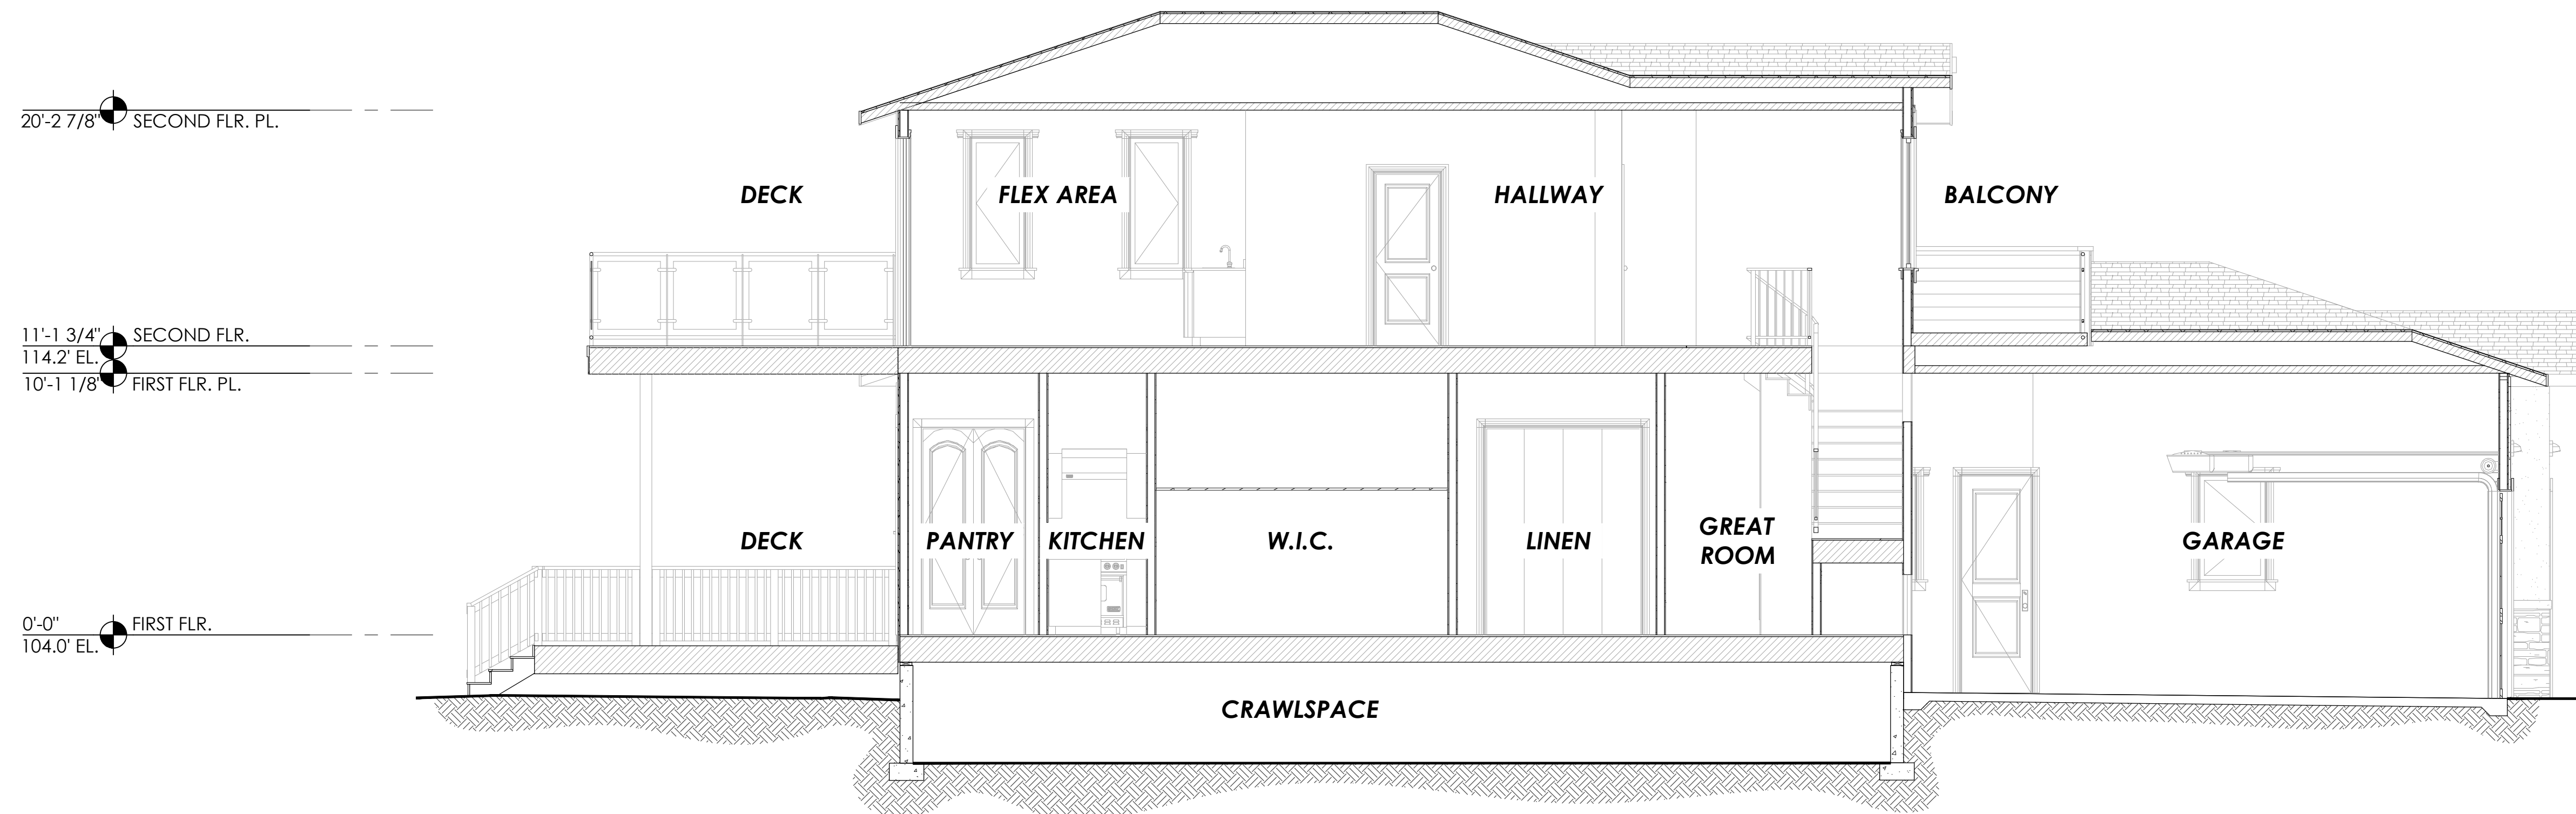 20'-2 7/8" SECOND FLR. PL.
DECK
FLEX AREA
HALLWAY
BALCONY
11'-1 3/4" SECOND FLR.
114.2' EL.
10'-1 1/8" FIRST FLR. PL.
DECK
PANTRY
KITCHEN
W.I.C.
LINEN
GREAT
ROOM
GARAGE
0'-0" FIRST FLR.
104.0' EL.
CRAWLSPACE